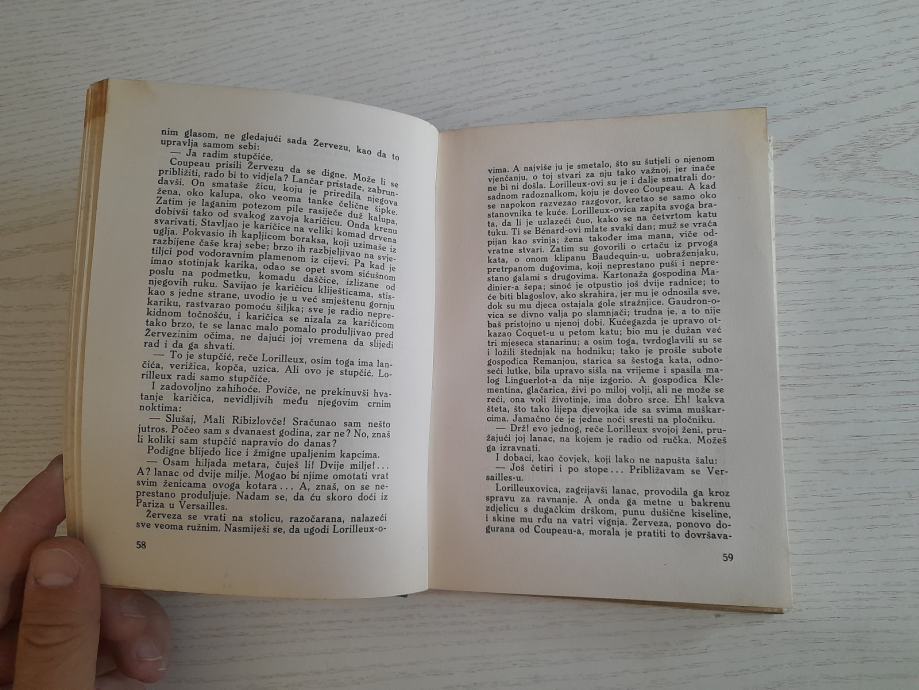 nim glasom, ne gledajući sada Žervezu, kao da to
upravlja samom sebi:
— Ja radim stupčiće.
Coupeau prisili Žervezu da se digne. Može li se
približiti, rado bi to vidjela? Lančar pristade, zabrun-
davši. On smataše žicu, koju je priredila njegova
žena, oko kalupa, oko veoma tanke čelične šipke.
Zatim je laganim potezom pile rasiječe duž kalupa,
dobivši tako od svakog zavoja karičicu. Onda krenu
svarivati. Stavljao je karičice na veliki komad drvena
uglja. Pokvasio ih kapljicom boraksa, koji uzimaše iz
razbijene čaše kraj sebe; brzo ih razbjeljivao na svje-
tiljci pod vodoravnim plamenom iz cijevi. Pa kad je
imao stotinjak karika, odao se opet svom sićušnom
poslu na podmetku, komadu daščice, izlizane od
njegovih ruku. Savijao je karičicu kliješticama, stis-
kao s jedne strane, uvodio je u već smještenu gornju
kariku, rastvarao pomoću šiljka; sve je radio nepre-
kidnom točnošću, i karičica se nizala za karičicom
tako brzo, te se lanac malo pomalo produljivao pred
Žervezinim očima, ne dajući joj vremena da slijedi
rad i da ga shvati.
— To je stupčić, reče Lorilleux, osim toga ima lan-
čića, verižica, kopča, uzica. Ali ovo je stupčić. Lo-
rilleux radi samo stupčiće.
I zadovoljno zahihoće. Poviče, ne prekinuvši hva-
tanje karičica, nevidljivih među njegovim crnim
noktima:
— Slušaj, Mali Ribizlovče! Sračunao sam nešto
jutros. Počeo sam s dvanaest godina, zar ne? No, znaš
li koliki sam stupčić napravio do danas?
Podigne blijedo lice i žmigne upaljenim kapcima.
— Osam hiljada metara, čuješ li! Dvije milje!...
A? lanac od dvije milje. Mogao bi njime omotati vrat
svim ženicama ovoga kotara... A, znaš, on se ne-
prestano produljuje. Nadam se, da ću skoro doći iz
Pariza u Versailles.
Žerveza se vrati na stolicu, razočarana, nalazeći
sve veoma ružnim. Nasmiješi se, da ugodi Lorilleux-o-
58
vima. A najviše ju je smetalo, što su šutjeli o njenom
vjenčanju, o toj stvari za nju tako važnoj, jer inače
ne bi ni došla. Lorilleux-ovi su je i dalje smatrali do-
sadnom radoznalkom, koju je doveo Coupeau. A kad
se napokon razvezao razgovor, kretao se samo oko
stanovnika te kuće. Lorilleux-ovica zapita svoga bra-
ta, da li je uzlazeći čuo, kako se na četvrtom katu
tuku. Ti se Bénard-ovi mlate svaki dan; muž se vraća
pijan kao svinja; žena također ima mana, viče od-
vratne stvari. Zatim su govorili o crtaču iz prvoga
kata, o onom klipanu Baudequin-u, uobraženjaku,
pretrpanom dugovima, koji neprestano puši i nepre-
stano galami s drugovima. Kartonaža gospodina Ma-
dinier-a šepa; sinoć je otpustio još dvije radnice; to
će biti blagoslov, ako skahira, jer mu je odnosila sve,
dok su mu djeca ostajala gole stražnjice. Gaudron-o-
vica se divno valja po slamnjači; trudna je, a to nije
baš pristojno u njenoj dobi. Kućegazda je upravo ot-
kazao Coquet-u u petom katu; bio mu je dužan već
tri mjeseca stanarinu; a osim toga, tvrdoglavili su se
i ložili štednjak na hodniku; tako je prošle subote
gospođica Remanjou, starica sa šestoga kata, odno-
seći lutke, bila upravo sišla na vrijeme i spasila ma-
log Linguerlot-a da nije izgorio. A gospođica Kle-
mentina, glačarica, živi po miloj volji, ali ne može se
reći, ona voli životinje, ima dobro srce. Eh! kakva
šteta, što tako lijepa djevojka ide sa svima muškar-
cima. Jamačno će je jedne noći sresti na pločniku.
— Drž! evo jednog, reče Lorilleux svojoj ženi, pru-
žajući joj lanac, na kojem je radio od ručka. Možeš
ga izravnati.
I dobaci, kao čovjek, koji lako ne napušta šalu:
— Još četiri i po stope... Približavam se Ver-
sailles-u.
Lorilleuxovica, zagrijavši lanac, provodila ga kroz
spravu za ravnanje. A onda ga metne u bakrenu
zdjelicu s dugačkim drškom, punu dušične kiseline,
i skine mu rđu na vatri vignja. Žerveza, ponovo do-
gurana od Coupeau-a, morala je pratiti to dovršava-
59